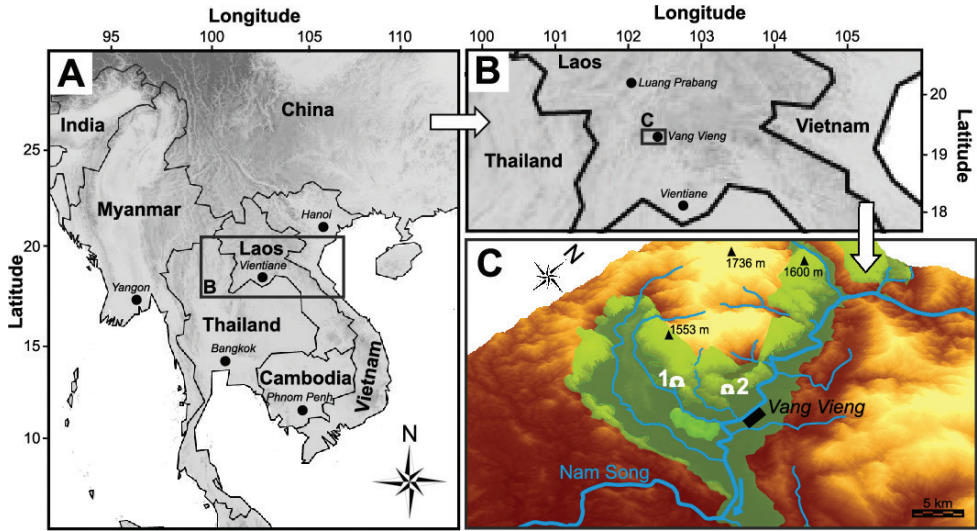 Longitude
95
100
105
110
A
China
India
25
Myanmar
Hanoi
20
Laos
Vientiane
B
Yangon
Latitude
Thailand
15
Bangkok
Cambodia
Phnom Penh
Vietnam
10
N
Longitude
100
101
102
103
104
105
B
Laos
Luang Prabang
20
C
Vang Vieng
Vietnam
Thailand
19
Latitude
Vientiane
18
C
N
1736 m
1600 m
1553 m
1
2
Vang Vieng
Nam Song
5 km